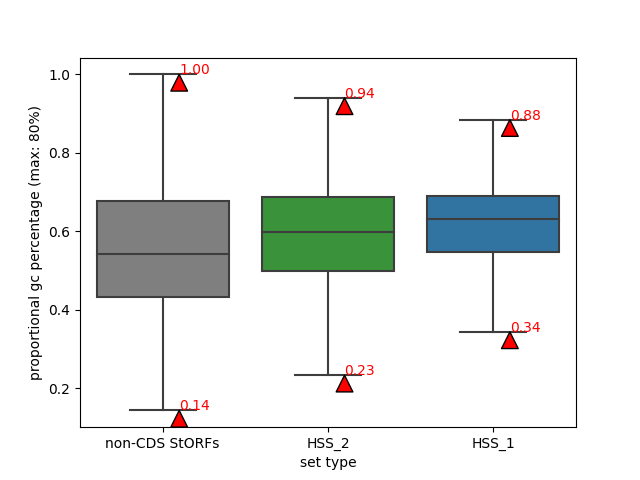 1.00
0.94
0.88
0.34
0.23
0.14
1.0
0.8
0.6
0.4
0.2
proportional gc percentage (max: 80%)
non-CDS StORFs
HSS_2
HSS_1
set type